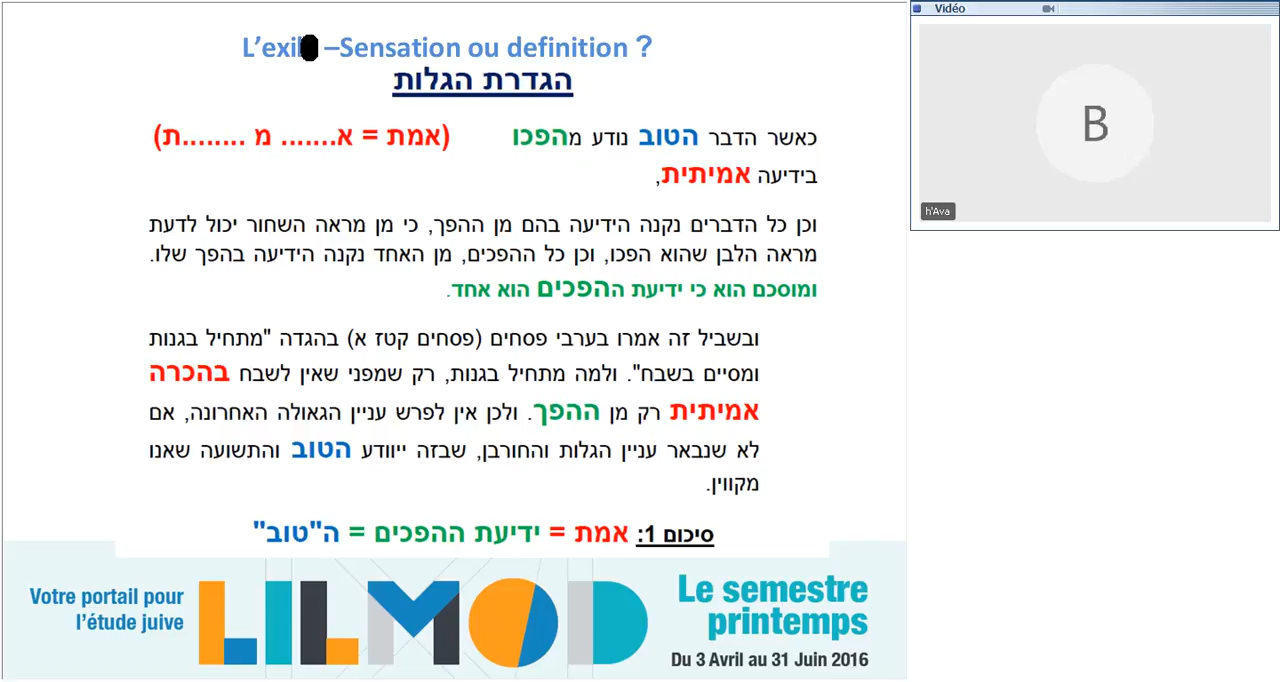 L’exil –Sensation ou definition ?
הגדרת הגלות
כאשר הדבר הטוב נודע מהפכו (אמת = א....... מ ........ת)
בידיעה אמיתית,
וכן כל הדברים נקנה הידיעה בהם מן ההפך, כי מן מראה השחור יכול לדעת
מראה הלבן שהוא הפכו, וכן כל ההפכים, מן האחד נקנה הידיעה בהפך שלו.
ומוסכם הוא כי ידיעת ההפכים הוא אחד.
ובשביל זה אמרו בערבי פסחים (פסחים קטז א) בהגדה "מתחיל בגנות
ומסיים בשבח". ולמה מתחיל בגנות, רק שמפני שאין לשבח בהכרה
אמיתית רק מן ההפך. ולכן אין לפרש עניין הגאולה האחרונה, אם
לא שנבאר עניין הגלות והחורבן, שבזה ייוודע הטוב והתשועה שאנו
מקווין.
סיכום 1: אמת = ידיעת ההפכים = ה"טוב"
Votre portail pour
l’étude juive
LILMOD
Le semestre
printemps
Du 3 Avril au 31 Juin 2016
Vidéo
B
h'Ava